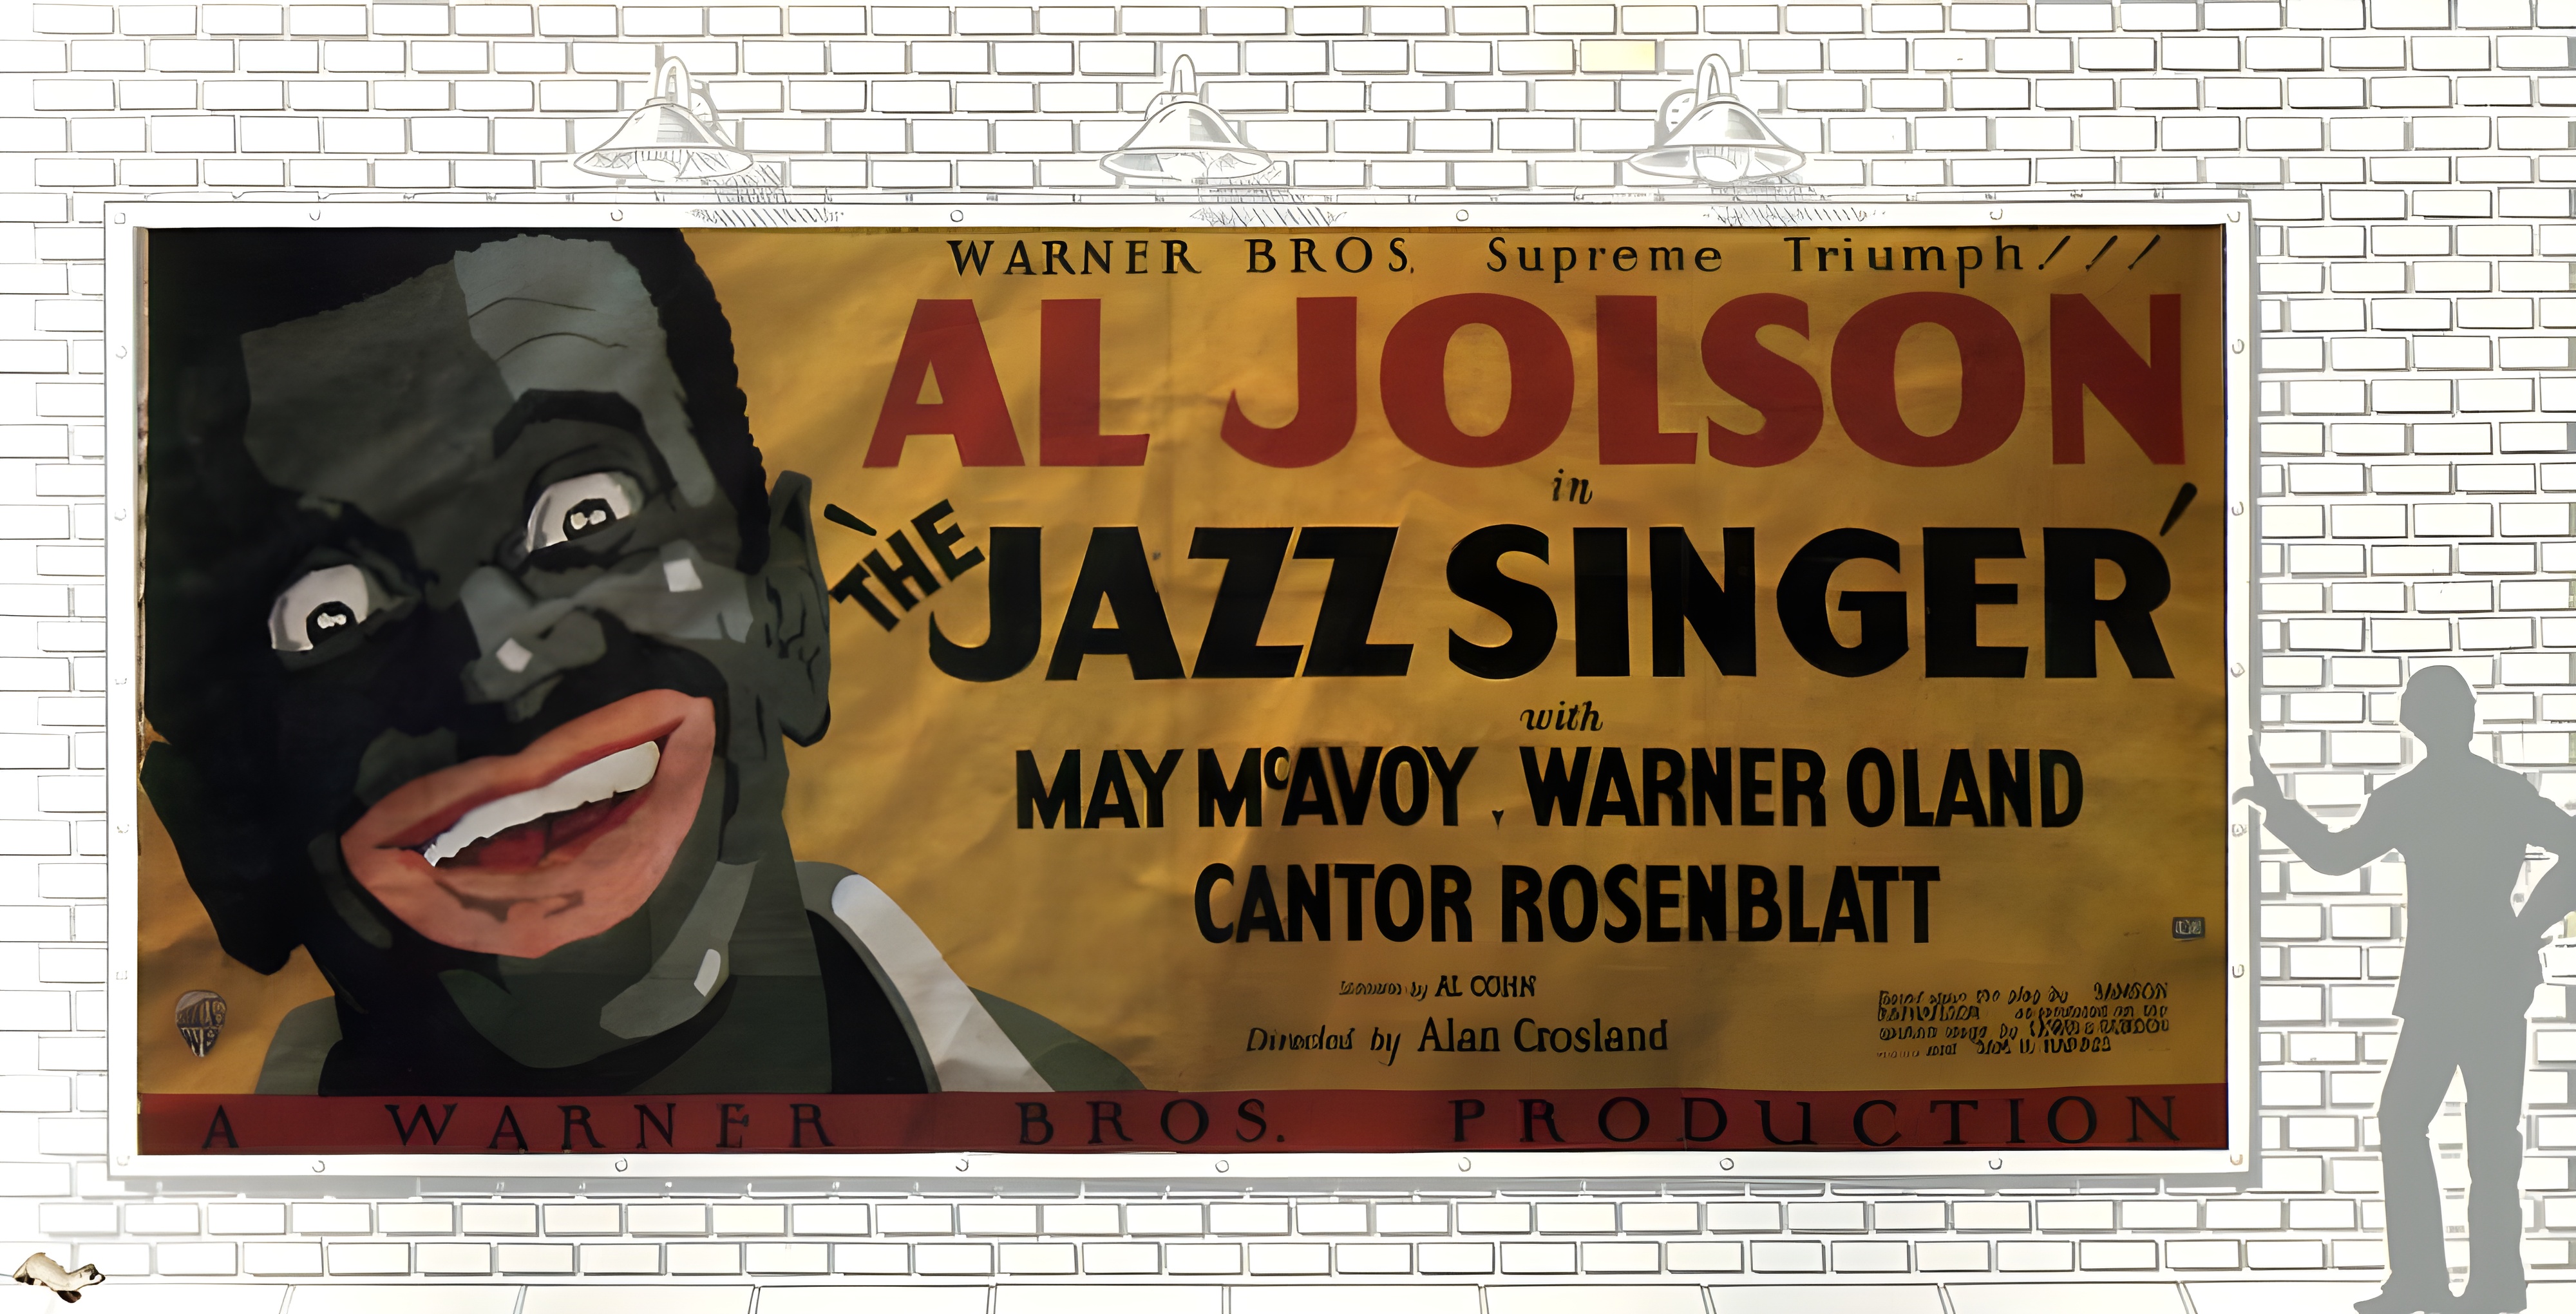 WARNER BROS. Supreme Triumph!!!
AL JOLSON
in
'THE JAZZ SINGER'
with
MAY McAVOY . WARNER OLAND
CANTOR ROSENBLATT
by AL COHN
by Alan Crosland
A WARNER BROS. PRODUCTION